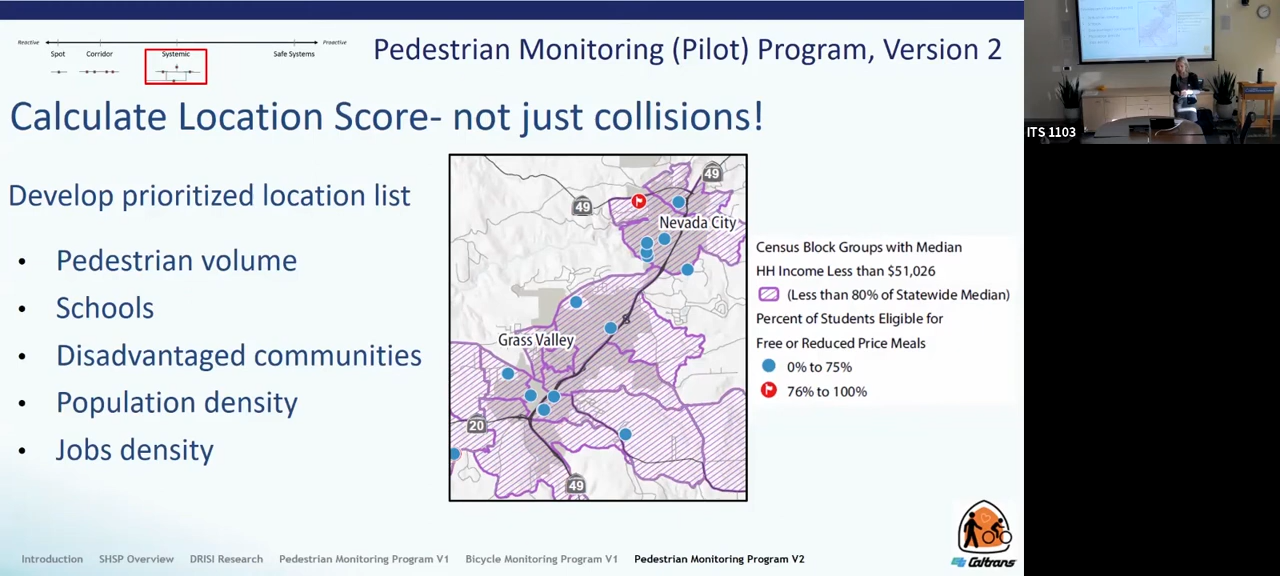 Reactive
Proactive
Spot
Corridor
Systemic
Safe Systems
Pedestrian Monitoring (Pilot) Program, Version 2
Calculate Location Score- not just collisions!
Develop prioritized location list
• Pedestrian volume
• Schools
• Disadvantaged communities
• Population density
• Jobs density
49
49
Nevada City
Grass Valley
20
49
Census Block Groups with Median
HH Income Less than $51,026
(Less than 80% of Statewide Median)
Percent of Students Eligible for
Free or Reduced Price Meals
0% to 75%
76% to 100%
Introduction
SHSP Overview
DRISI Research
Pedestrian Monitoring Program V1
Bicycle Monitoring Program V1
Pedestrian Monitoring Program V2
Caltrans
ITS 1103